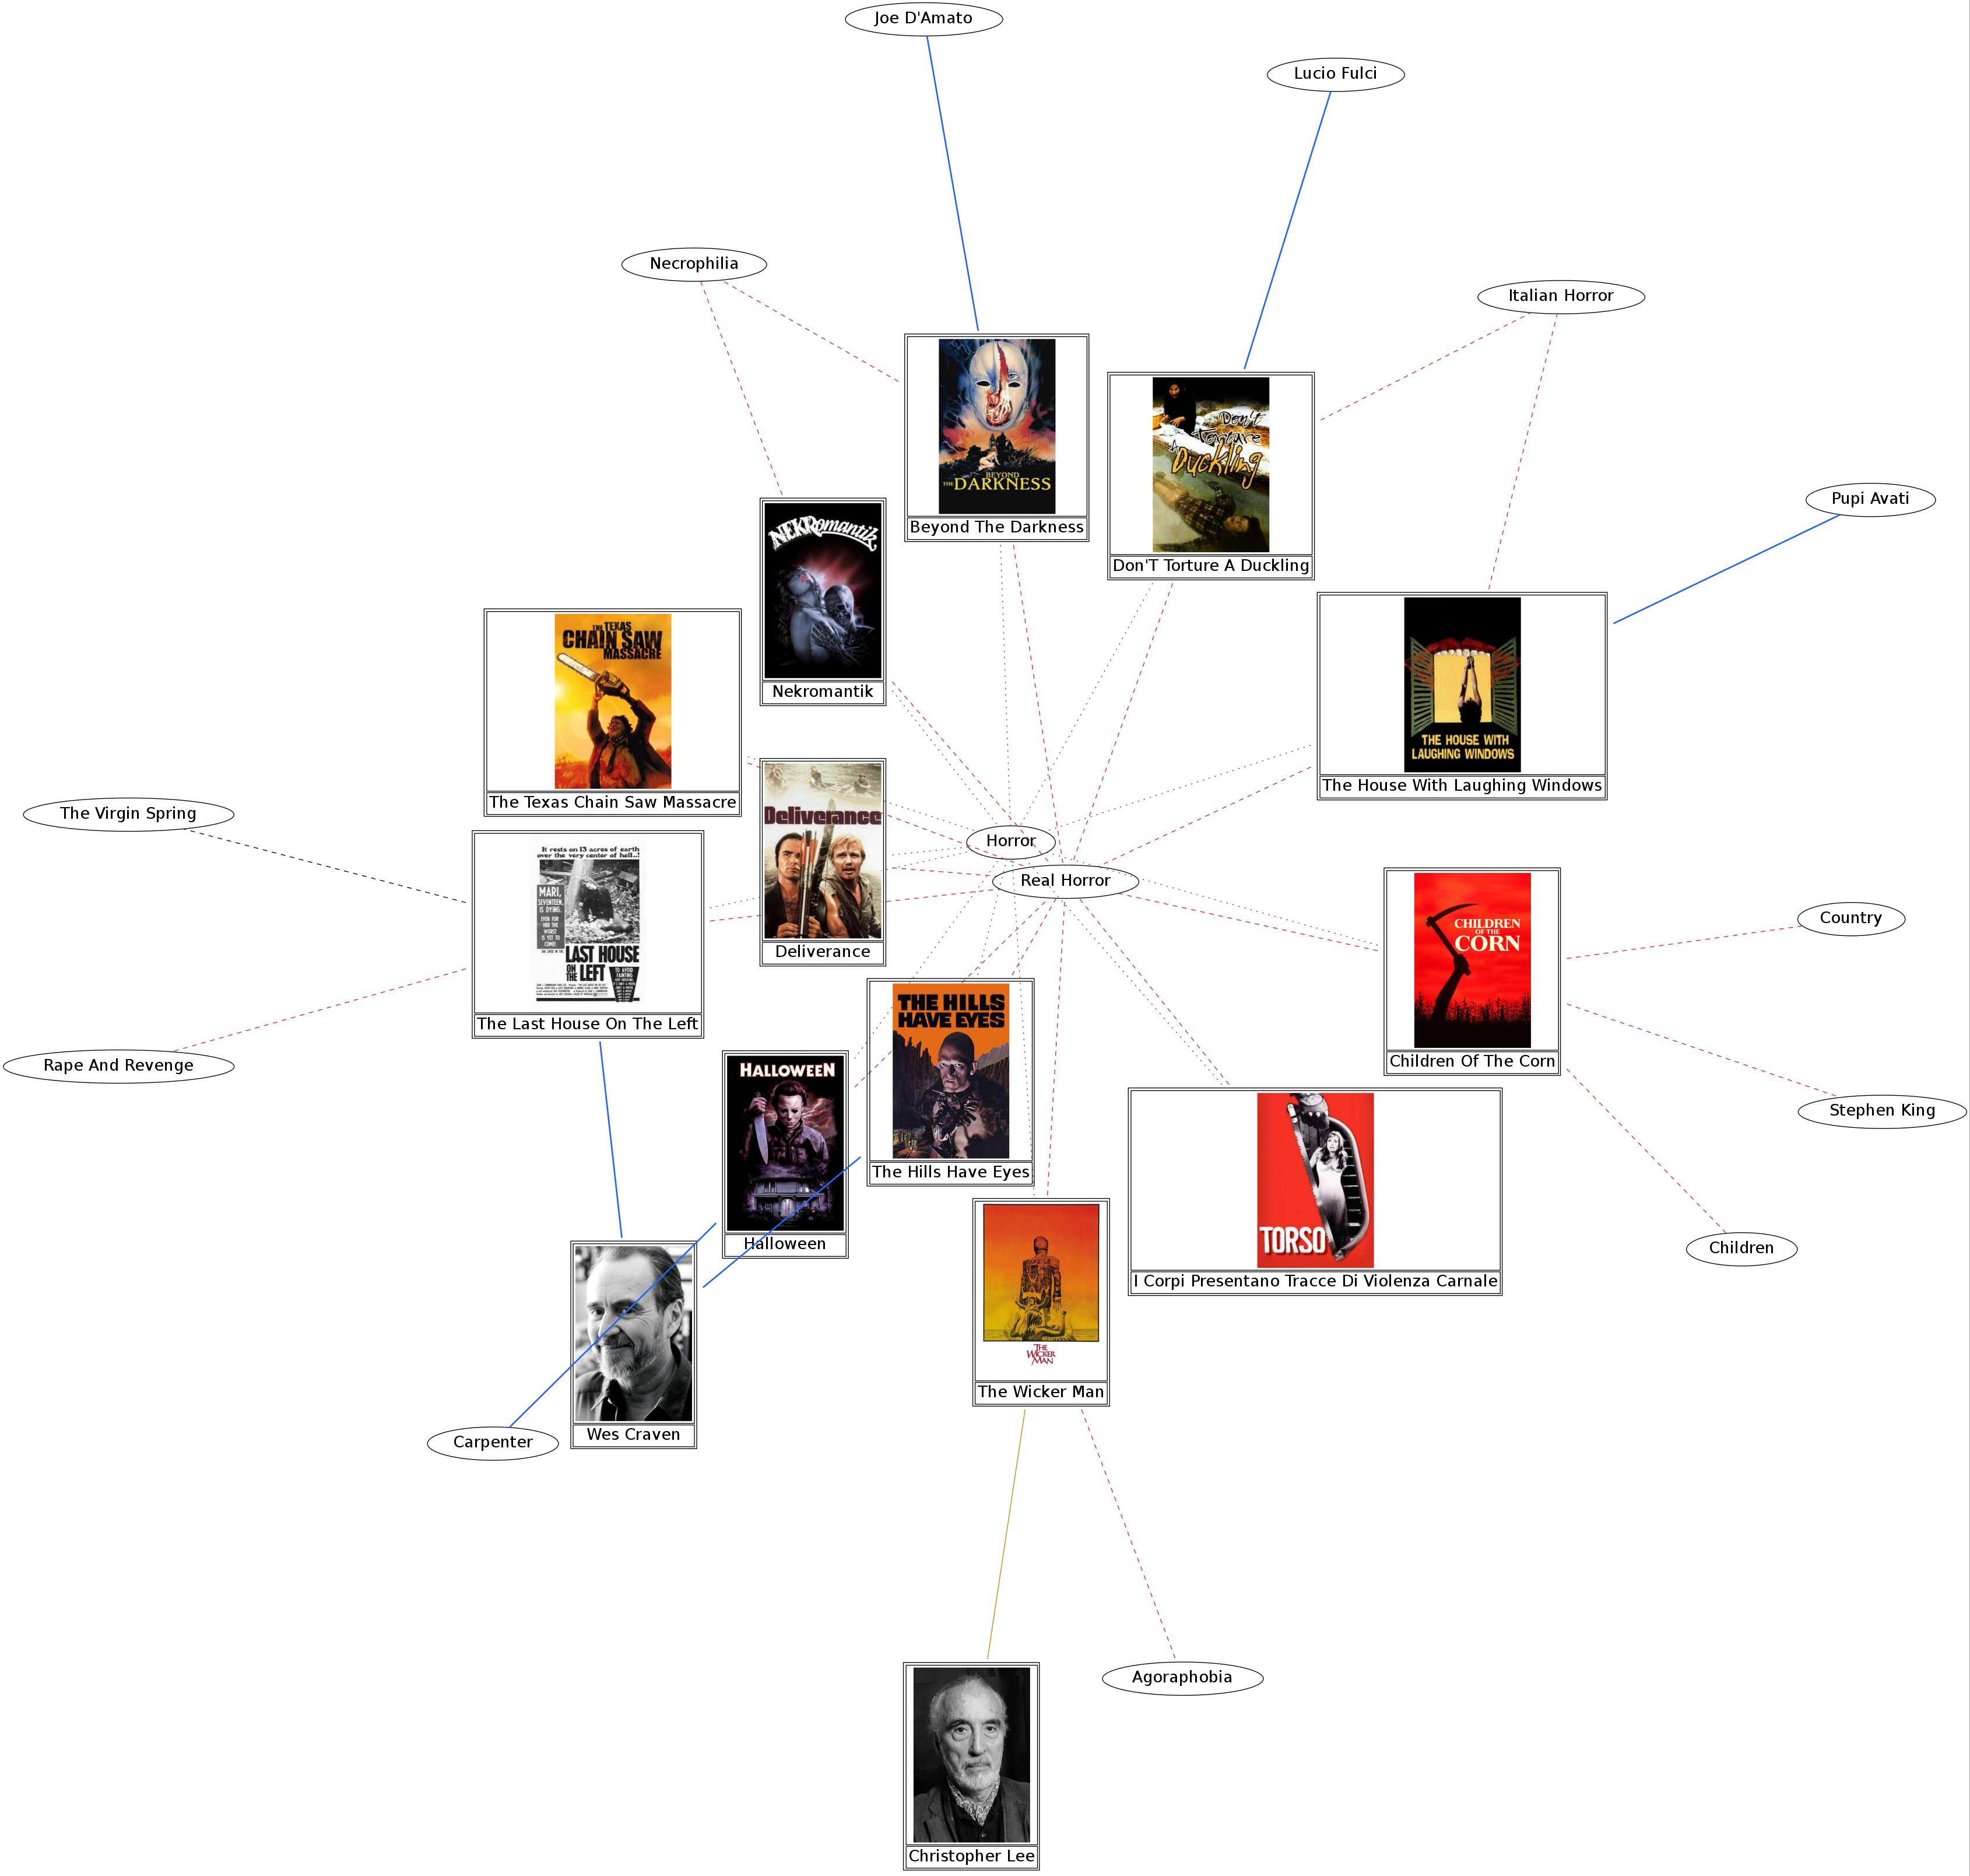 Joe D'Amato
Lucio Fulci
Necrophilia
Italian Horror
BEYOND
THE DARKNESS
Beyond The Darkness
Don't
Torture
A
Duckling
Don'T Torture A Duckling
Pupi Avati
NEKRomantik
Nekromantik
THE TEXAS
CHAIN SAW
MASSACRE
The Texas Chain Saw Massacre
THE HOUSE WITH
LAUGHING WINDOWS
The House With Laughing Windows
The Virgin Spring
Deliverance
Deliverance
Horror
Real Horror
It rests on 13 acres of earth
over the very center of hell..!
MARI,
SEVENTEEN,
IS DYING.
EVEN FOR
HER THE
WORST
IS YET TO
COME!
LAST HOUSE
ON THE
LEFT
TO AVOID
FAINTING
The Last House On The Left
CHILDREN
OF THE
CORN
Children Of The Corn
Country
Rape And Revenge
Stephen King
Children
THE HILLS
HAVE EYES
The Hills Have Eyes
HALLOWEEN
Halloween
TORSO
I Corpi Presentano Tracce Di Violenza Carnale
THE
WICKER
MAN
The Wicker Man
Carpenter
Wes Craven
Agoraphobia
Christopher Lee